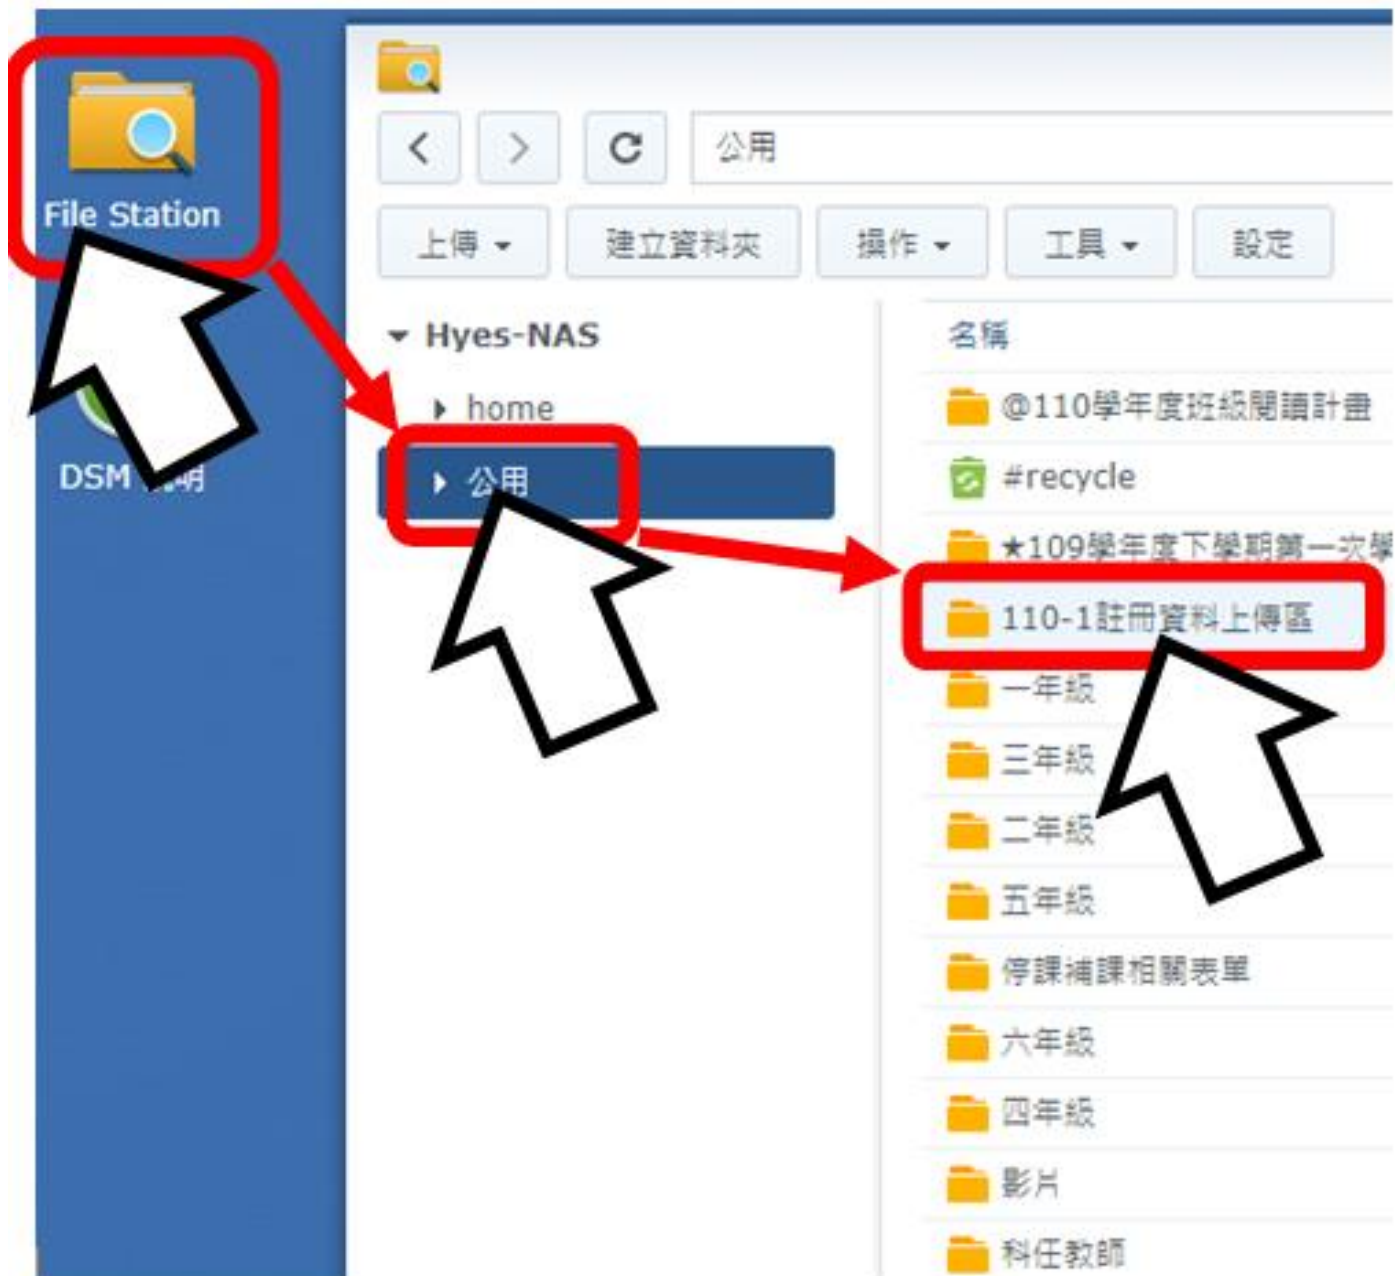 File Station
DSM 說明
公用
上傳
建立資料夾
操作
工具
設定
Hyes-NAS
home
公用
名稱
@110學年度班級閱讀計畫
#recycle
★109學年度下學期第一次學
110-1註冊資料上傳區
一年級
三年級
二年級
五年級
停課補課相關表單
六年級
四年級
影片
科任教師